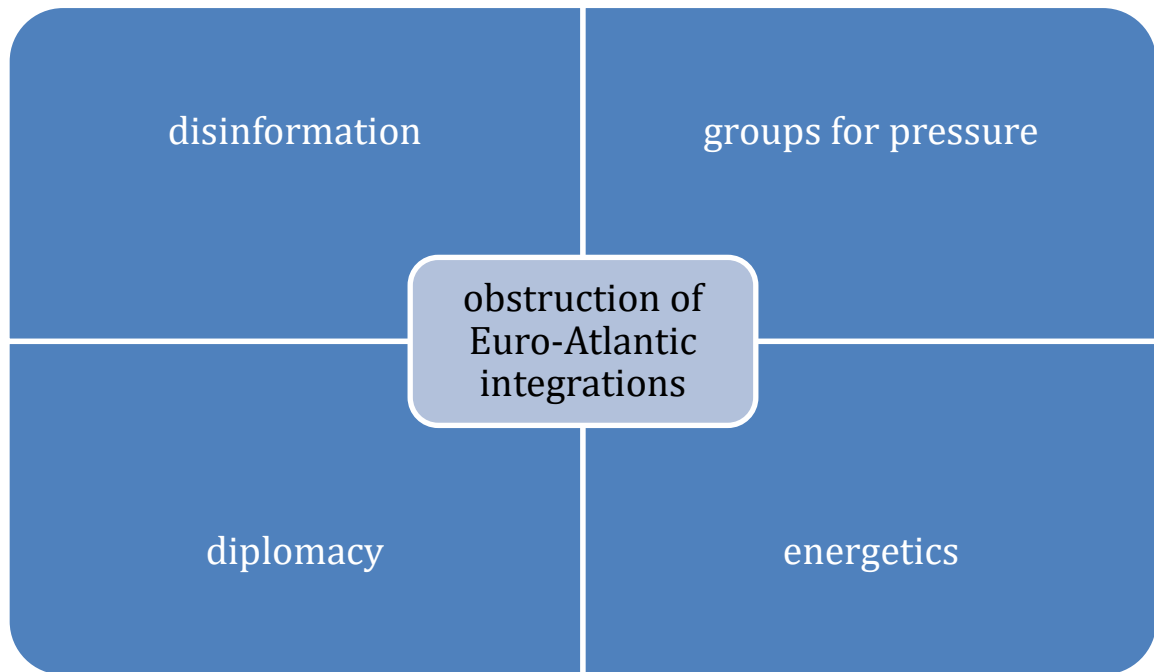 disinformation
groups for pressure
obstruction of
Euro-Atlantic
integrations
diplomacy
energetics